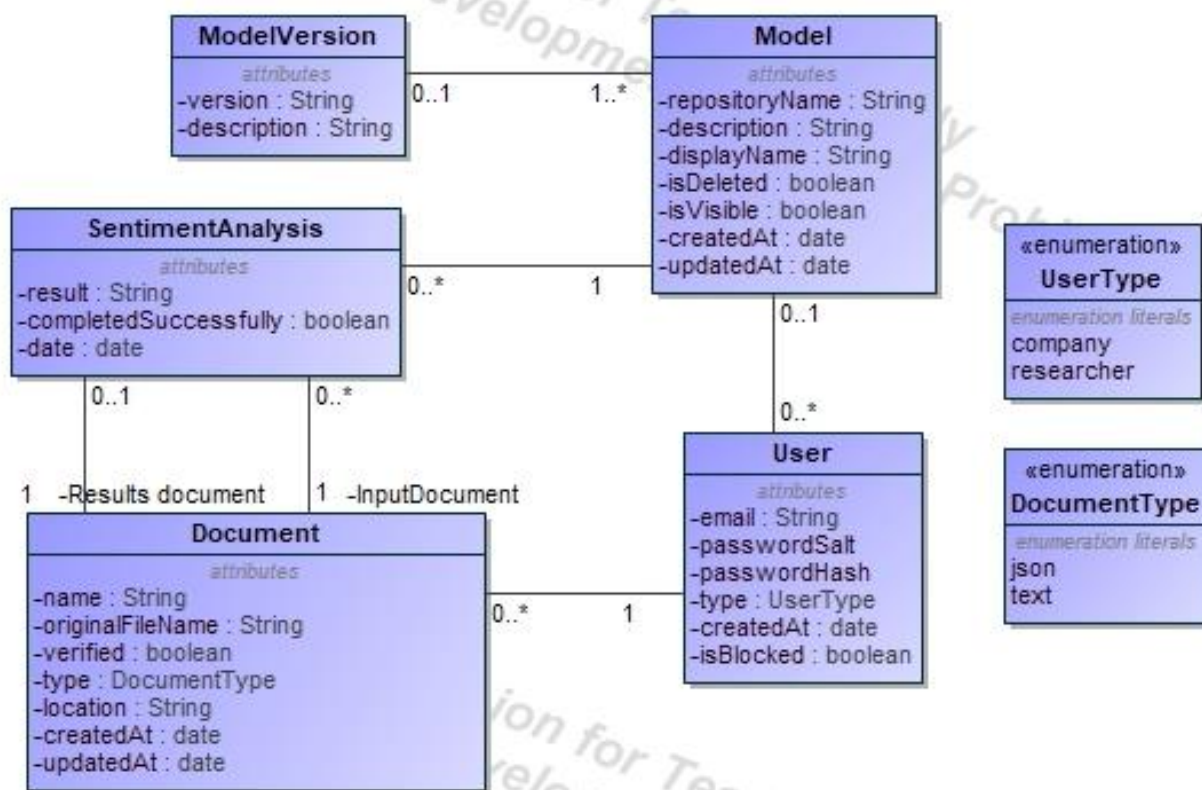 ModelVersion
attributes
-version : String
-description : String
0..1
1..*
Model
attributes
-repositoryName : String
-description : String
-displayName : String
-isDeleted : boolean
-isVisible : boolean
-createdAt : date
-updatedAt : date
SentimentAnalysis
attributes
-result : String
-completedSuccessfully : boolean
-date : date
0..*
1
«enumeration»
UserType
enumeration literals
company
researcher
0..1
0..*
0..1
0..*
1 -Results document
1 -InputDocument
User
attributes
-email : String
-passwordSalt
-passwordHash
-type : UserType
-createdAt : date
-isBlocked : boolean
«enumeration»
DocumentType
enumeration literals
json
text
Document
attributes
-name : String
-originalFileName : String
-verified : boolean
-type : DocumentType
-location : String
-createdAt : date
-updatedAt : date
0..*
1
for